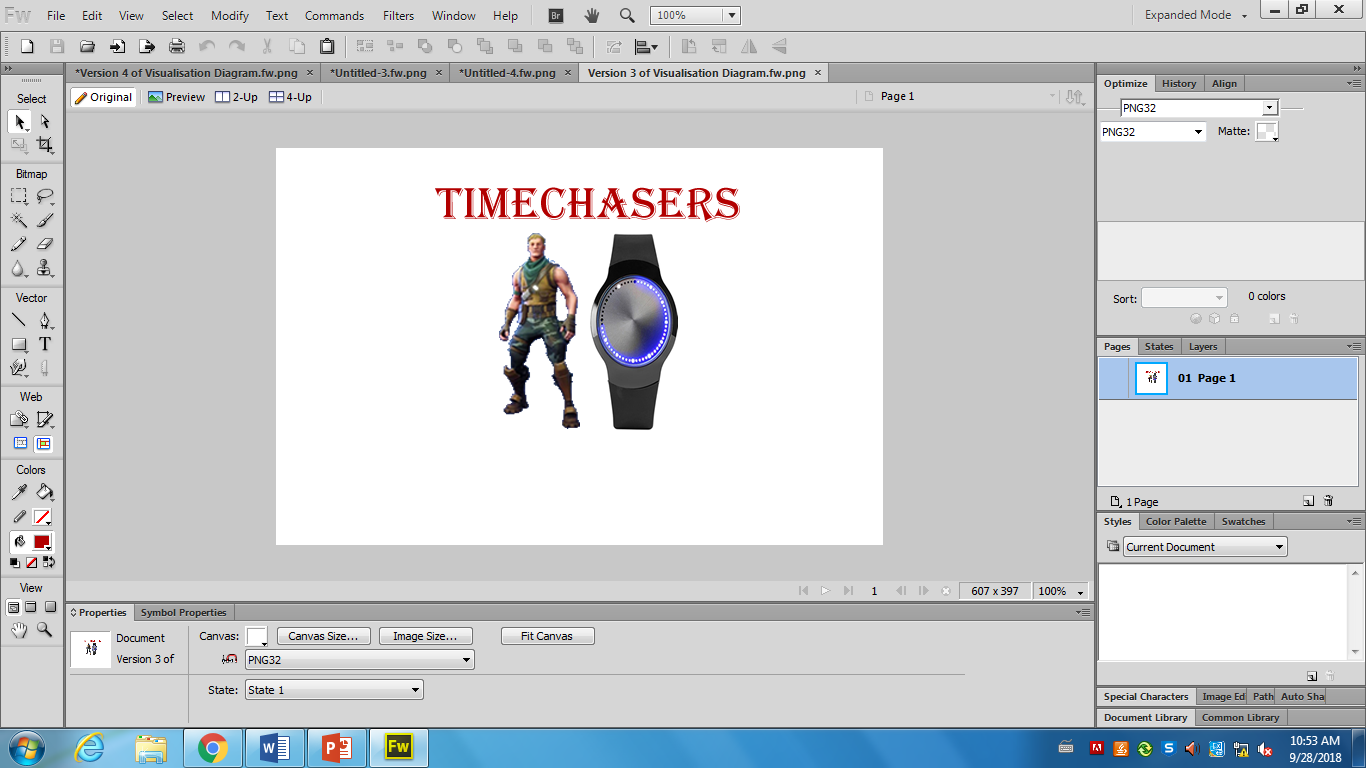 Fw File Edit View Select Modify Text Commands Filters Window Help Br 100% Expanded Mode
*Version 4 of Visualisation Diagram.fw.png *Untitled-3.fw.png *Untitled-4.fw.png Version 3 of Visualisation Diagram.fw.png
Original Preview 2-Up 4-Up Page 1
Select
Bitmap
Vector
T
Web
Colors
View
TIMECHASERS
1 607 x 397 100%
Properties Symbol Properties
Document
Version 3 of
Canvas: Canvas Size... Image Size... Fit Canvas
PNG32
State: State 1
Optimize History Align
PNG32
PNG32 Matte:
Sort: 0 colors
Pages States Layers
01 Page 1
1 Page
Styles Color Palette Swatches
Current Document
Special Characters Image Ed Path Auto Sha
Document Library Common Library
W P Fw
10:53 AM
9/28/2018